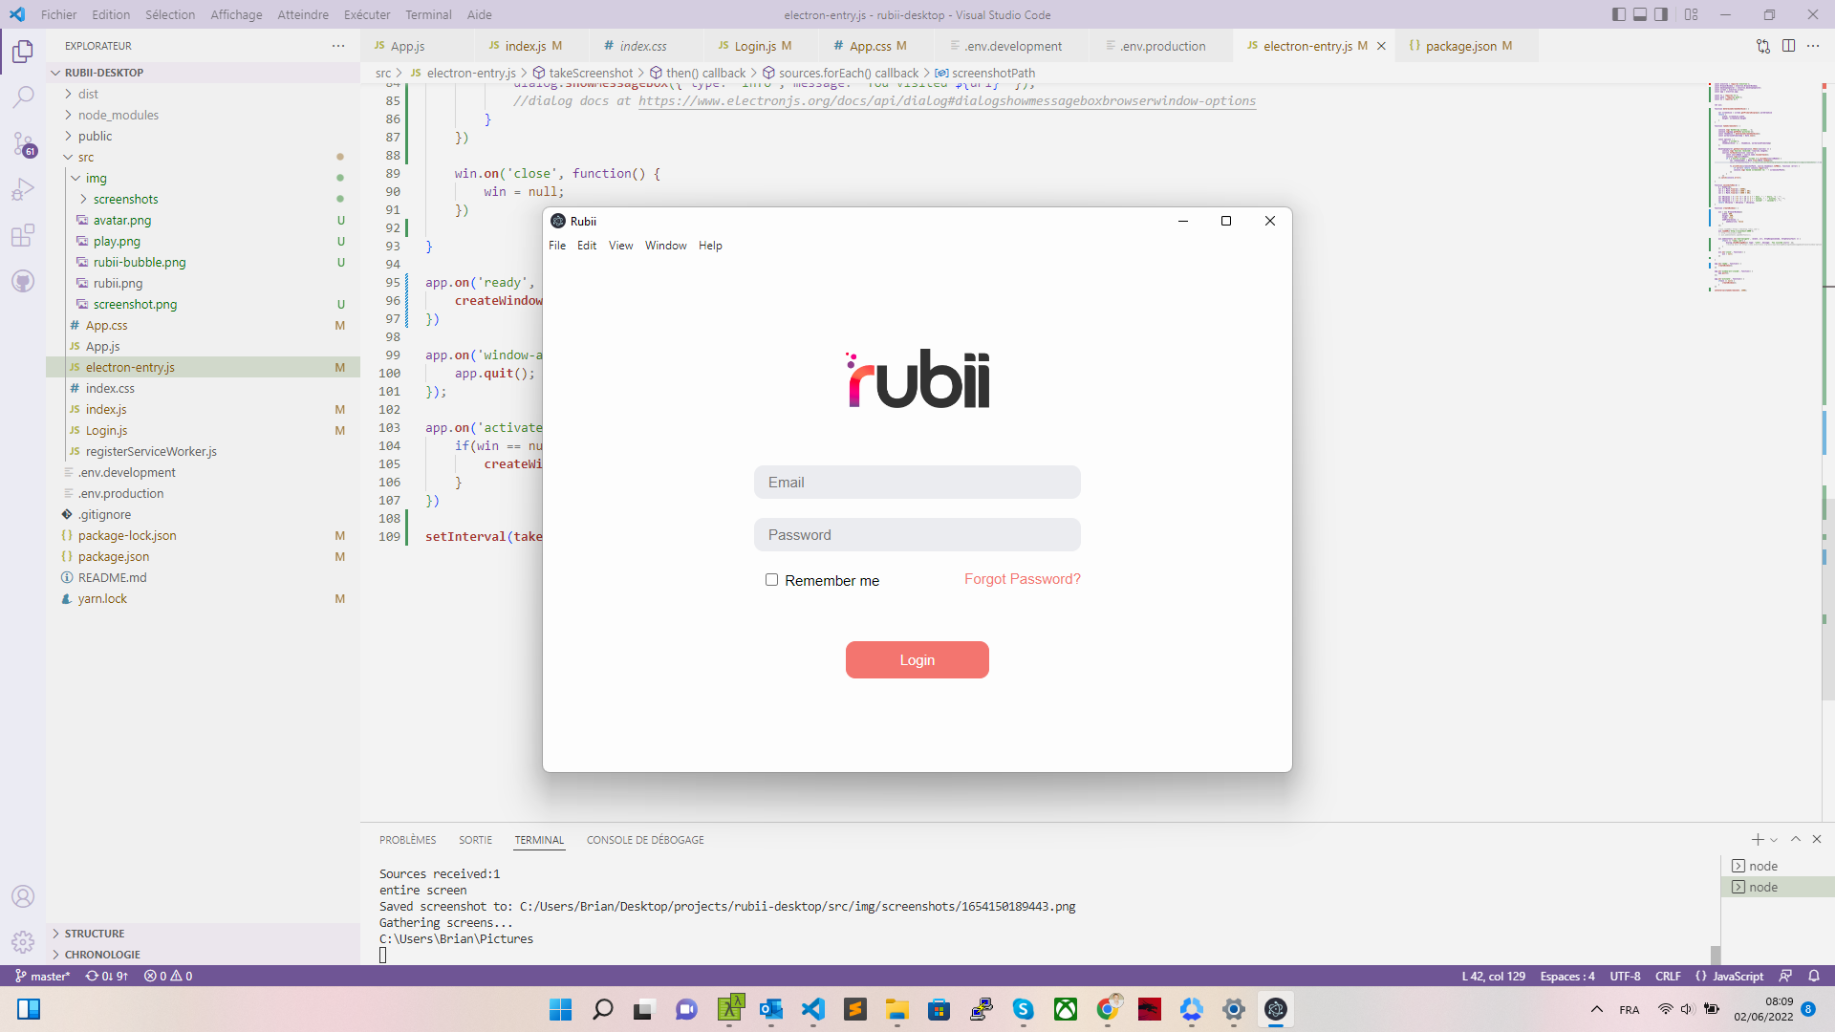 Fichier Edition Sélection Affichage Atteindre Exécuter Terminal Aide
electron-entry.js - rubii-desktop - Visual Studio Code
EXPLORATEUR
App.js
index.js M
index.css
Login.js M
App.css M
.env.development
.env.production
electron-entry.js M
package.json M
src > electron-entry.js > takeScreenshot > then() callback > sources.forEach() callback > screenshotPath
RUBII-DESKTOP
dist
node_modules
public
src
img
screenshots
avatar.png U
play.png U
rubii-bubble.png U
rubii.png
screenshot.png U
App.css M
App.js
electron-entry.js M
index.css
index.js M
Login.js M
registerServiceWorker.js
.env.development
.env.production
.gitignore
package-lock.json M
package.json M
README.md
yarn.lock M
STRUCTURE
CHRONOLOGIE
61
84 dialog.showMessageBox({ type: "info", message: `You visited ${url}` });
85 //dialog docs at https://www.electronjs.org/docs/api/dialog#dialogshowmessageboxbrowserwindow-options
86 }
87 })
88
89 win.on('close', function() {
90 win = null;
91 })
92
93 }
94
95 app.on('ready',
96 createWindow
97 })
98
99 app.on('window-a
100 app.quit();
101 });
102
103 app.on('activate
104 if(win == nu
105 createWi
106 }
107 })
108
109 setInterval(take
Rubii
File Edit View Window Help
rubii
Email
Password
Remember me
Forgot Password?
Login
PROBLÈMES SORTIE TERMINAL CONSOLE DE DÉBOGAGE
Sources received:1
entire screen
Saved screenshot to: C:/Users/Brian/Desktop/projects/rubii-desktop/src/img/screenshots/1654150189443.png
Gathering screens...
C:\Users\Brian\Pictures
node
node
master* 0↓ 9↑ 0 0
L 42, col 129 Espaces : 4 UTF-8 CRLF {} JavaScript
FRA
08:09
02/06/2022
8